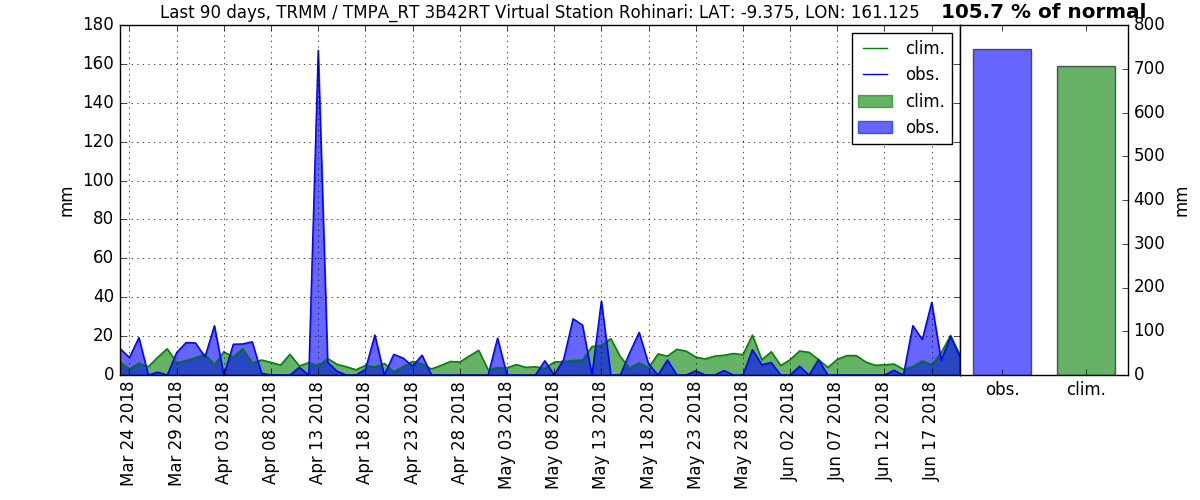 Last 90 days, TRMM / TMPA_RT 3B42RT Virtual Station Rohinari: LAT: -9.375, LON: 161.125
105.7 % of normal
180
160
140
120
100
80
60
40
20
0
mm
clim.
obs.
clim.
obs.
Mar 24 2018
Mar 29 2018
Apr 03 2018
Apr 08 2018
Apr 13 2018
Apr 18 2018
Apr 23 2018
Apr 28 2018
May 03 2018
May 08 2018
May 13 2018
May 18 2018
May 23 2018
May 28 2018
Jun 02 2018
Jun 07 2018
Jun 12 2018
Jun 17 2018
800
700
600
500
400
300
200
100
0
mm
obs.
clim.